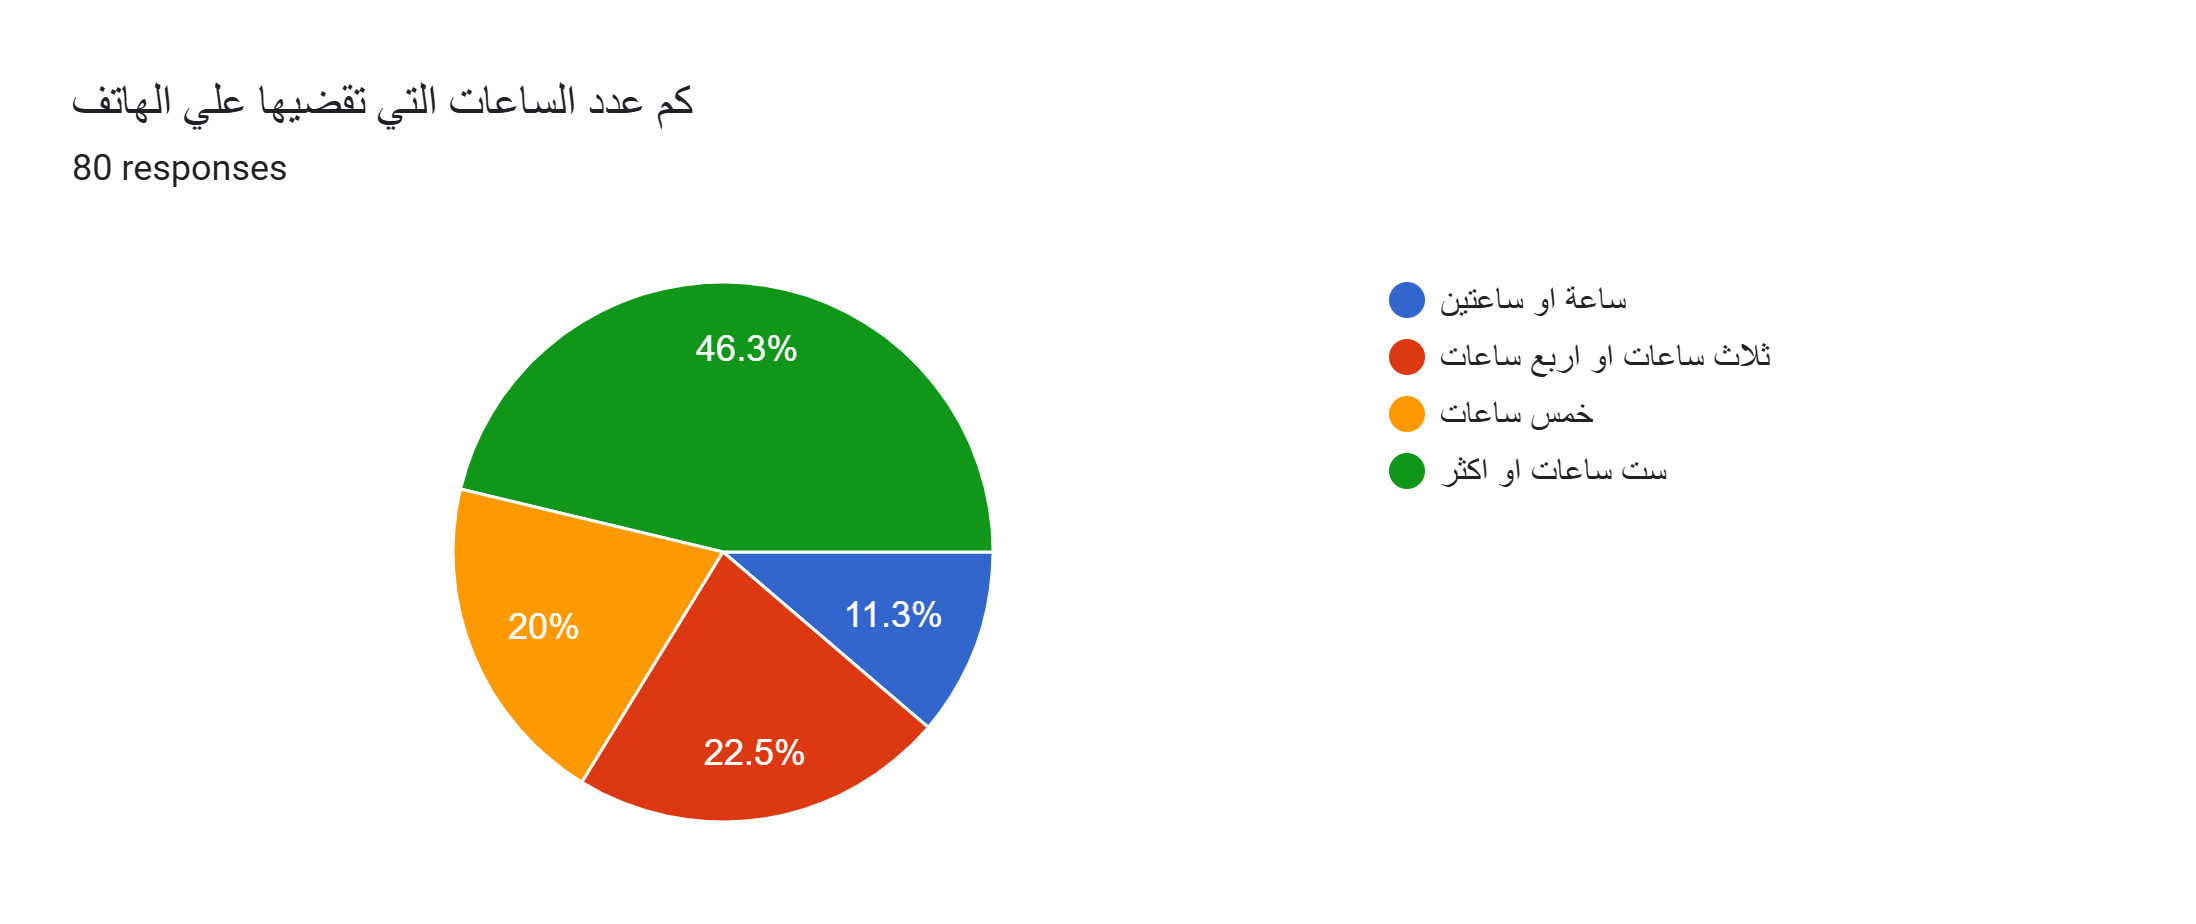 كم عدد الساعات التي تقضيها علي الهاتف
80 responses
46.3%
11.3%
20%
22.5%
ساعة او ساعتين
ثلاث ساعات او اربع ساعات
خمس ساعات
ست ساعات او اكثر